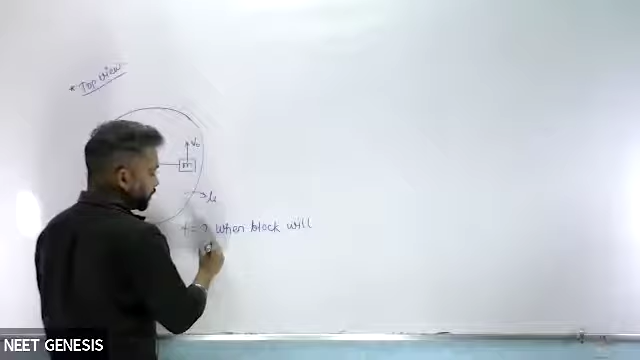 * Top view
v₀
m
μ
t = ? when block will
NEET GENESIS